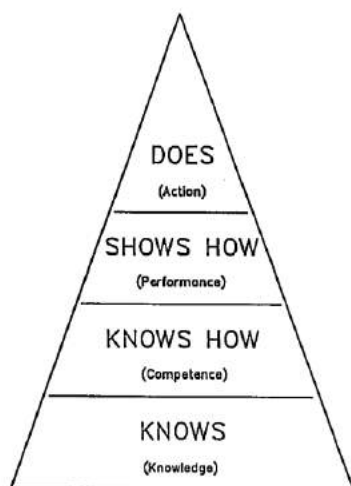 DOES
(Action)
SHOWS HOW
(Performance)
KNOWS HOW
(Competence)
KNOWS
(Knowledge)